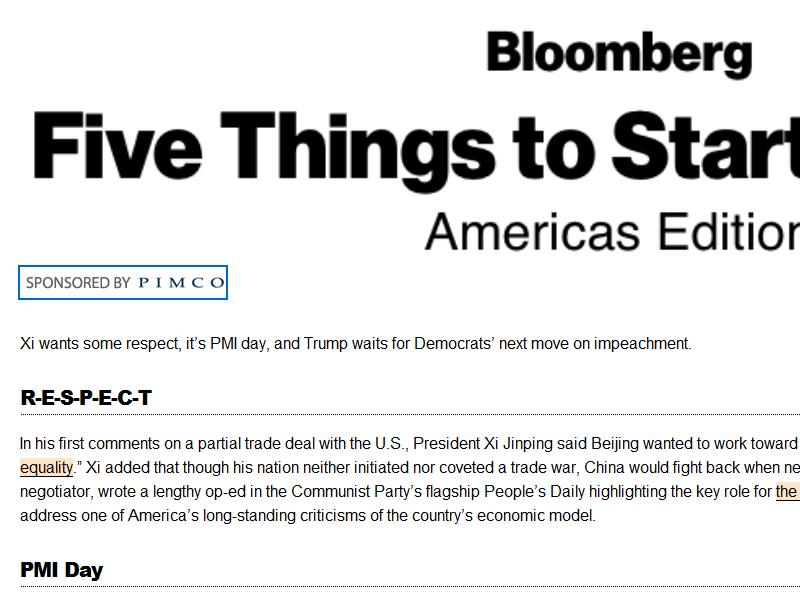 Bloomberg
Five Things to Start
Americas Edition
SPONSORED BY PIMCO
Xi wants some respect, it’s PMI day, and Trump waits for Democrats’ next move on impeachment.
R-E-S-P-E-C-T
In his first comments on a partial trade deal with the U.S., President Xi Jinping said Beijing wanted to work toward
equality.” Xi added that though his nation neither initiated nor coveted a trade war, China would fight back when ne
negotiator, wrote a lengthy op-ed in the Communist Party’s flagship People’s Daily highlighting the key role for the
address one of America’s long-standing criticisms of the country’s economic model.
PMI Day